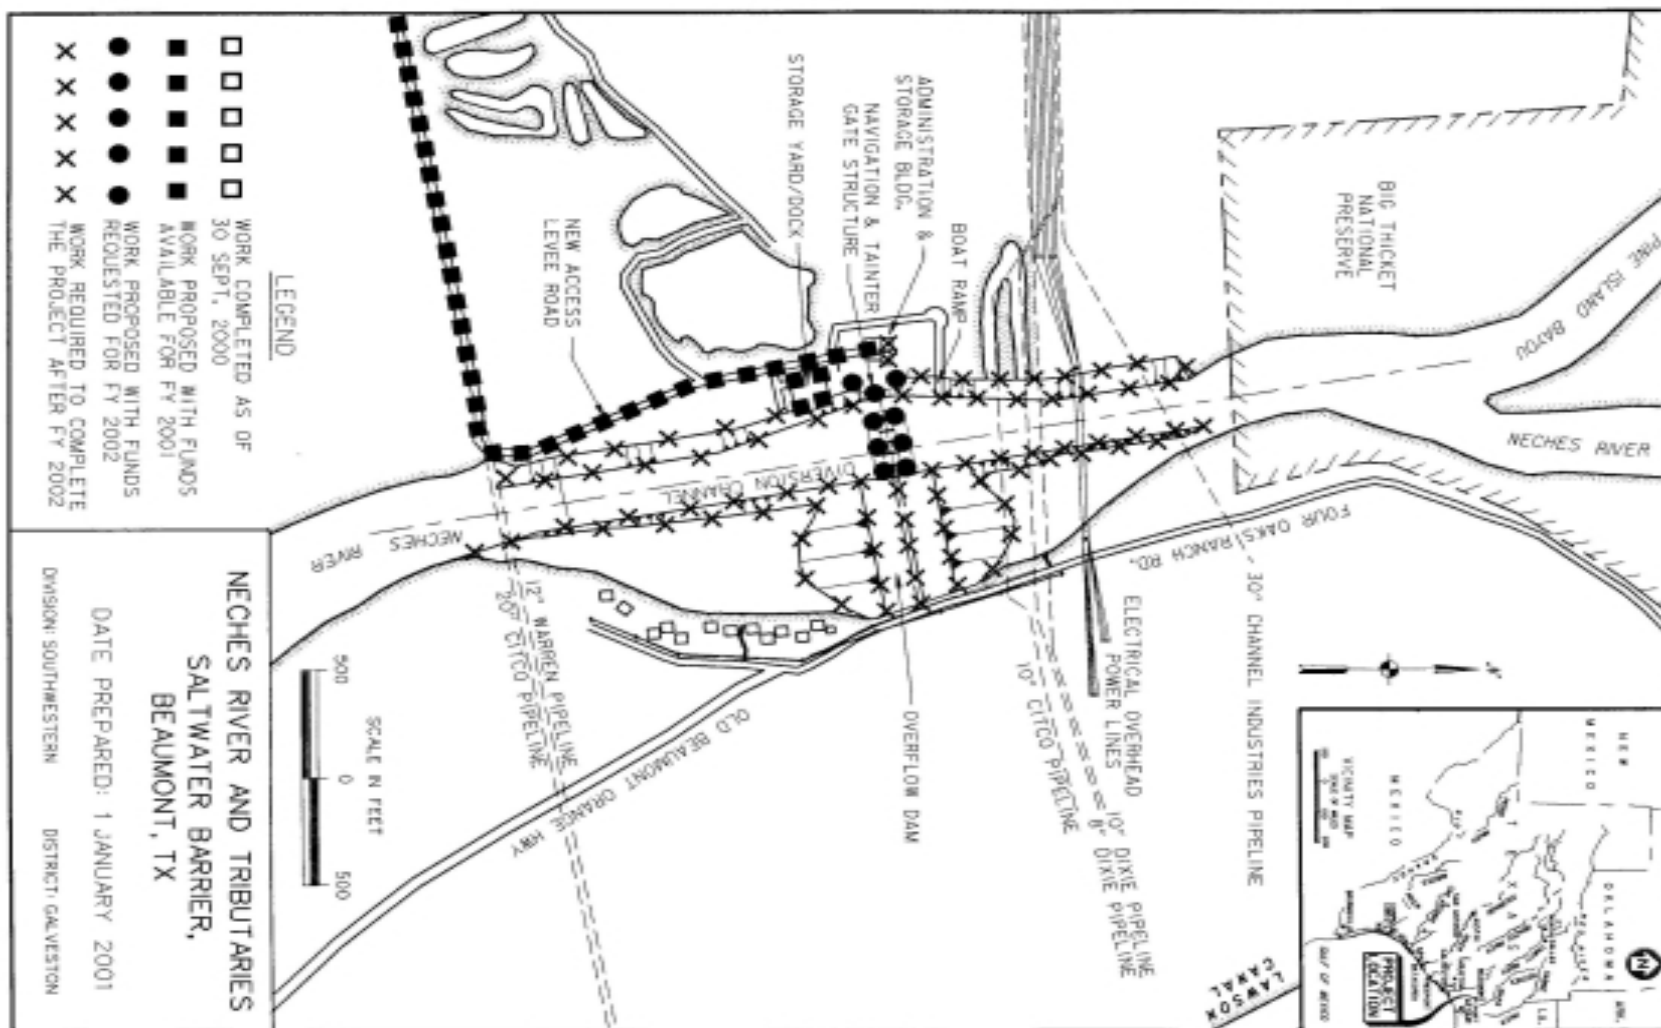 LEGEND
WORK COMPLETED AS OF
30 SEPT. 2000
WORK PROPOSED WITH FUNDS
AVAILABLE FOR FY 2001
WORK PROPOSED WITH FUNDS
REQUESTED FOR FY 2002
WORK REQUIRED TO COMPLETE
THE PROJECT AFTER FY 2002
NECHES RIVER AND TRIBUTARIES
SALTWATER BARRIER,
BEAUMONT, TX
DATE PREPARED: 1 JANUARY 2001
DIVISION: SOUTHWESTERN
DISTRICT: GALVESTON
500
0
500
SCALE IN FEET
BIG THICKET
NATIONAL
PRESERVE
PINE ISLAND BAYOU
NECHES RIVER
BOAT RAMP
ADMINISTRATION &
STORAGE BLDG.
NAVIGATION & TAINTER
GATE STRUCTURE
STORAGE YARD/DOCK
NEW ACCESS
LEVEE ROAD
DIVERSION CHANNEL
NECHES RIVER
FOUR OAKS RANCH RD.
30" CHANNEL INDUSTRIES PIPELINE
ELECTRICAL OVERHEAD
POWER LINES
10" DIXIE PIPELINE
8" DIXIE PIPELINE
10" CITCO PIPELINE
OVERFLOW DAM
12" WARREN PIPELINE
20" CITCO PIPELINE
OLD BEAUMONT ORANGE HWY
LAWSON
CANAL
N
NEW
MEXICO
OKLAHOMA
RED RIVER
TEXAS
LA.
MEXICO
VICINITY MAP
GULF OF MEXICO
PROJECT
LOCATION